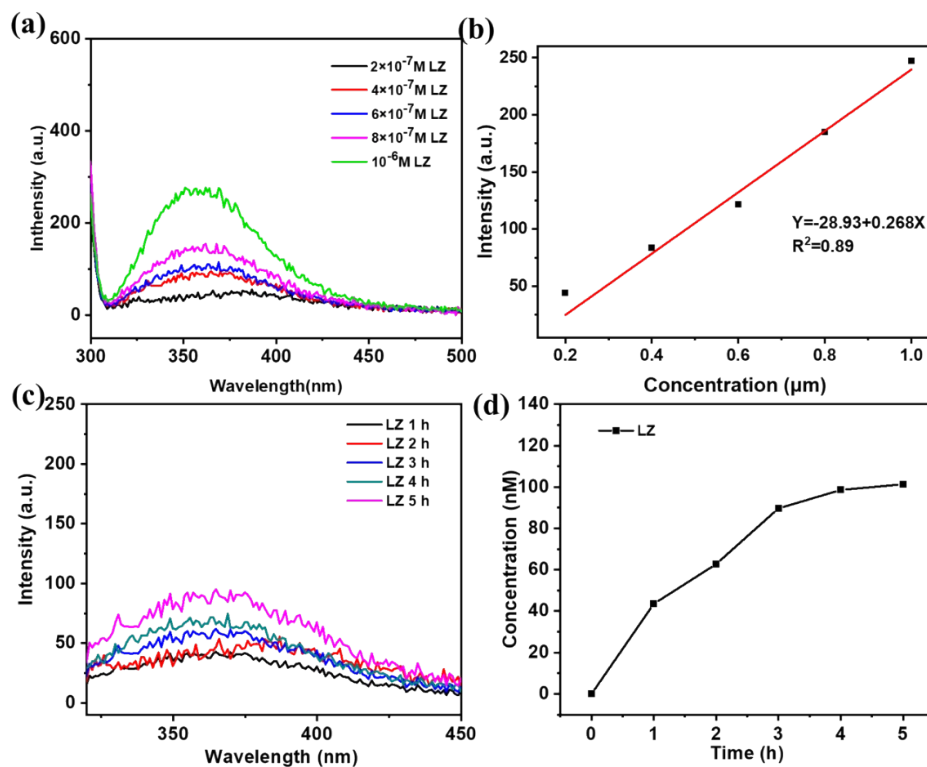 (a)
600
400
200
0
300
350
400
450
500
Inthensity (a.u.)
Wavelength(nm)
2×10⁻⁷M LZ
4×10⁻⁷M LZ
6×10⁻⁷M LZ
8×10⁻⁷M LZ
10⁻⁶M LZ
(b)
250
200
150
100
50
0.2
0.4
0.6
0.8
1.0
Intensity (a.u.)
Concentration (μm)
Y=-28.93+0.268X
R²=0.89
(c)
250
200
150
100
50
0
350
400
450
Intensity (a.u.)
Wavelength (nm)
LZ 1 h
LZ 2 h
LZ 3 h
LZ 4 h
LZ 5 h
(d)
140
120
100
80
60
40
20
0
0
1
2
3
4
5
Concentration (nM)
Time (h)
LZ